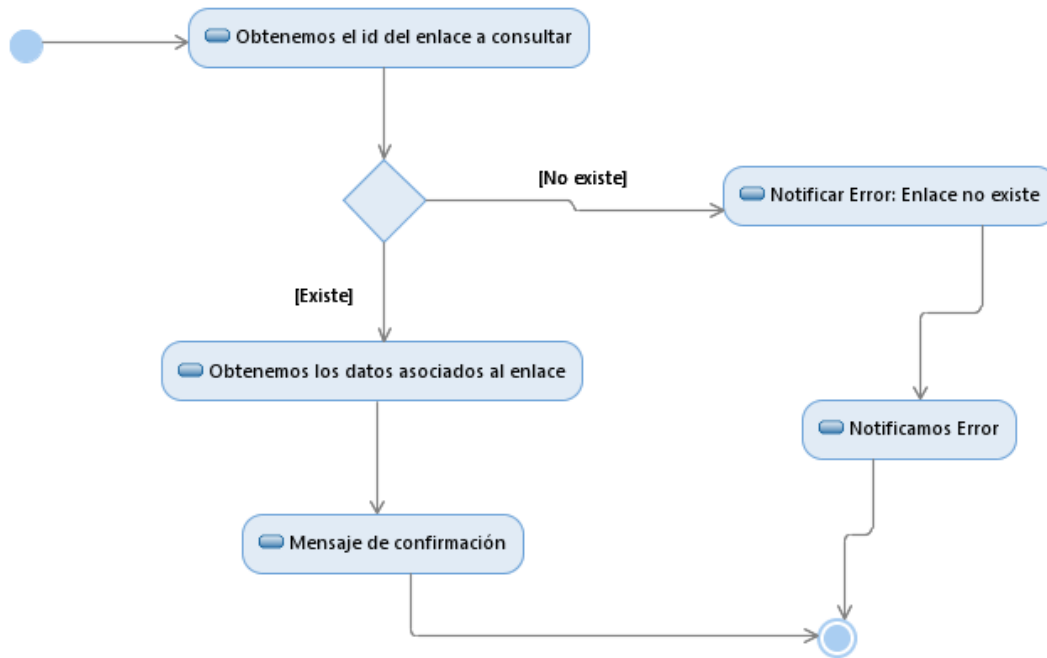 Obtenemos el id del enlace a consultar
[No existe]
Notificar Error: Enlace no existe
[Existe]
Obtenemos los datos asociados al enlace
Notificamos Error
Mensaje de confirmación